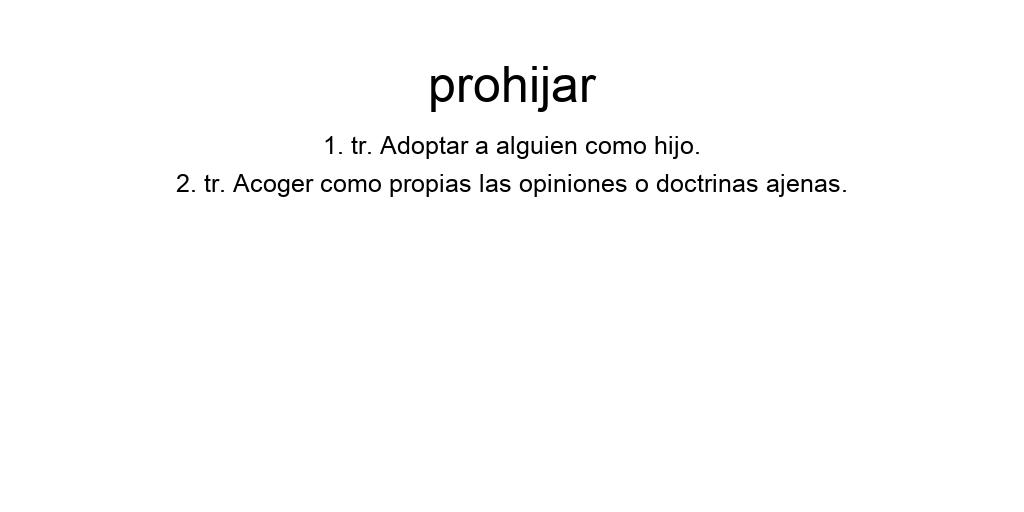 prohijar
1. tr. Adoptar a alguien como hijo.
2. tr. Acoger como propias las opiniones o doctrinas ajenas.